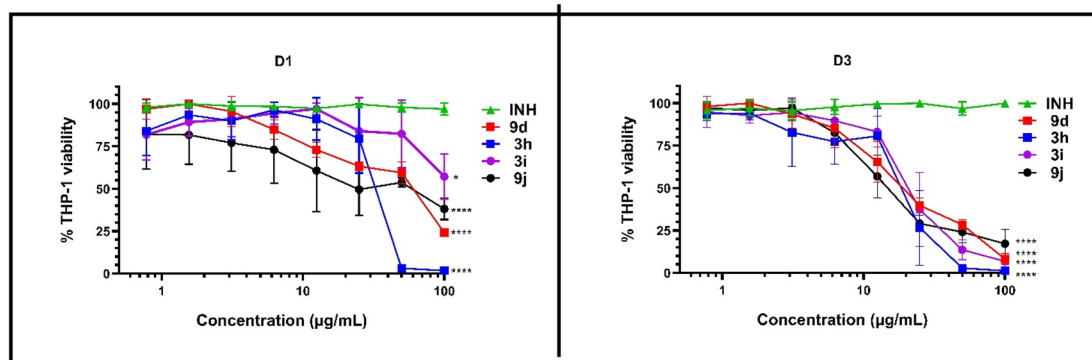 D1
% THP-1 viability
100
75
50
25
0
1
10
100
Concentration (µg/mL)
INH
9d
3h
3i
9j
*
****
****
****
D3
% THP-1 viability
100
75
50
25
0
1
10
100
Concentration (µg/mL)
INH
9d
3h
3i
9j
****
****
****
****